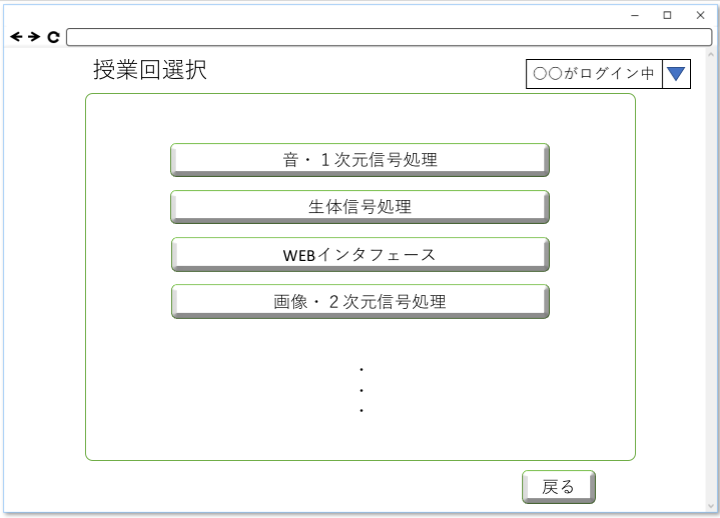 授業回選択
〇〇がログイン中
音・１次元信号処理
生体信号処理
WEBインタフェース
画像・２次元信号処理
・
・
・
戻る